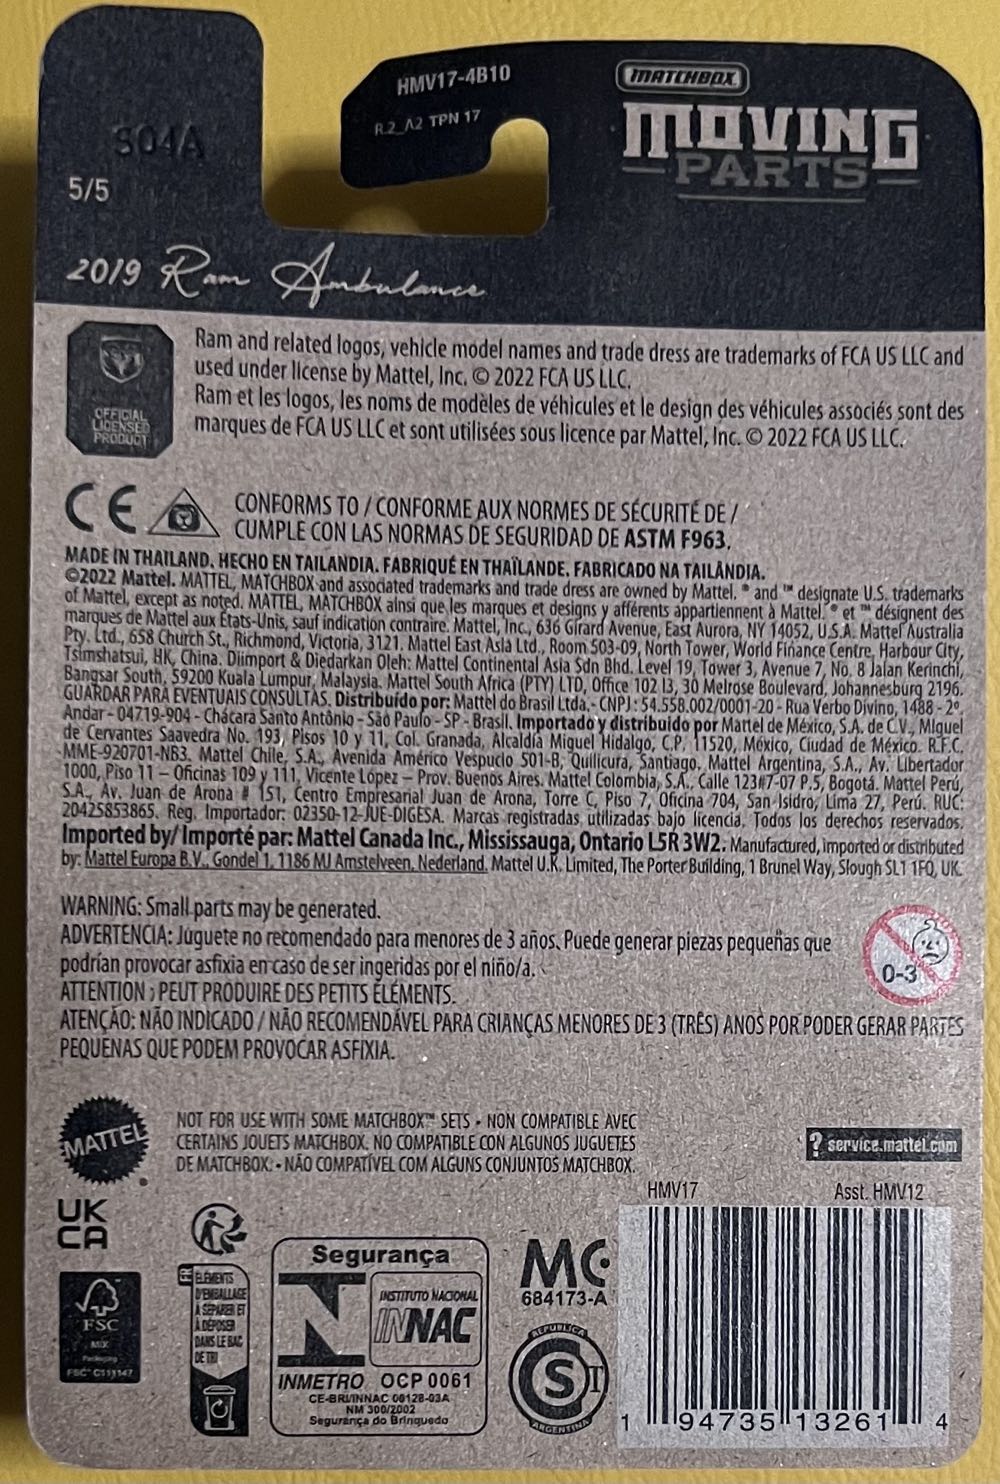 HMV17-4B10
R.2_A2 TPN 17
MATCHBOX
MOVING
PARTS
S04A
5/5
2019 Ram Ambulance
OFFICIAL
LICENSED
PRODUCT
Ram and related logos, vehicle model names and trade dress are trademarks of FCA US LLC and
used under license by Mattel, Inc. © 2022 FCA US LLC.
Ram et les logos, les noms de modèles de véhicules et le design des véhicules associés sont des
marques de FCA US LLC et sont utilisées sous licence par Mattel, Inc. © 2022 FCA US LLC.
CE
CONFORMS TO / CONFORME AUX NORMES DE SÉCURITÉ DE /
CUMPLE CON LAS NORMAS DE SEGURIDAD DE ASTM F963.
MADE IN THAILAND. HECHO EN TAILANDIA. FABRIQUÉ EN THAÏLANDE. FABRICADO NA TAILÂNDIA.
©2022 Mattel. MATTEL, MATCHBOX and associated trademarks and trade dress are owned by Mattel. ® and ™ designate U.S. trademarks
of Mattel, except as noted. MATTEL, MATCHBOX ainsi que les marques et designs y afférents appartiennent à Mattel. ® et ™ désignent des
marques de Mattel aux États-Unis, sauf indication contraire. Mattel, Inc., 636 Girard Avenue, East Aurora, NY 14052, U.S.A. Mattel Australia
Pty. Ltd., 658 Church St., Richmond, Victoria, 3121. Mattel East Asia Ltd., Room 503-09, North Tower, World Finance Centre, Harbour City,
Tsimshatsui, HK, China. Diimport & Diedarkan Oleh: Mattel Continental Asia Sdn Bhd. Level 19, Tower 3, Avenue 7, No. 8 Jalan Kerinchi,
Bangsar South, 59200 Kuala Lumpur, Malaysia. Mattel South Africa (PTY) LTD, Office 102 I3, 30 Melrose Boulevard, Johannesburg 2196.
GUARDAR PARA EVENTUAIS CONSULTAS. Distribuído por: Mattel do Brasil Ltda.- CNPJ : 54.558.002/0001-20 - Rua Verbo Divino, 1488 - 2º.
Andar - 04719-904 - Chácara Santo Antônio - São Paulo - SP - Brasil. Importado y distribuido por Mattel de México, S.A. de C.V., Miguel
de Cervantes Saavedra No. 193, Pisos 10 y 11, Col. Granada, Alcaldía Miguel Hidalgo, C.P. 11520, México, Ciudad de México. R.F.C.
MME-920701-NB3. Mattel Chile, S.A., Avenida Américo Vespucio 501-B, Quilicura, Santiago. Mattel Argentina, S.A., Av. Libertador
1000, Piso 11 – Oficinas 109 y 111, Vicente López – Prov. Buenos Aires. Mattel Colombia, S.A., Calle 123#7-07 P.5, Bogotá. Mattel Perú,
S.A., Av. Juan de Arona # 151, Centro Empresarial Juan de Arona, Torre C, Piso 7, Oficina 704, San Isidro, Lima 27, Perú. RUC:
20425853865. Reg. Importador: 02350-12-JUE-DIGESA. Marcas registradas utilizadas bajo licencia. Todos los derechos reservados.
Imported by/ Importé par: Mattel Canada Inc., Mississauga, Ontario L5R 3W2. Manufactured, imported or distributed
by: Mattel Europa B.V., Gondel 1, 1186 MJ Amstelveen, Nederland. Mattel U.K. Limited, The Porter Building, 1 Brunel Way, Slough SL1 1FQ, UK.
WARNING: Small parts may be generated.
ADVERTENCIA: Juguete no recomendado para menores de 3 años. Puede generar piezas pequeñas que
podrían provocar asfixia en caso de ser ingeridas por el niño/a.
ATTENTION : PEUT PRODUIRE DES PETITS ÉLÉMENTS.
ATENÇÃO: NÃO INDICADO / NÃO RECOMENDÁVEL PARA CRIANÇAS MENORES DE 3 (TRÊS) ANOS POR PODER GERAR PARTES
PEQUENAS QUE PODEM PROVOCAR ASFIXIA.
0-3
MATTEL
NOT FOR USE WITH SOME MATCHBOX™ SETS • NON COMPATIBLE AVEC
CERTAINS JOUETS MATCHBOX. NO COMPATIBLE CON ALGUNOS JUGUETES
DE MATCHBOX. • NÃO COMPATÍVEL COM ALGUNS CONJUNTOS MATCHBOX.
? service.mattel.com
HMV17 Asst. HMV12
UK
CA
FSC
MIX
Packaging
FSC® C111147
FR
ÉLÉMENTS
D'EMBALLAGE
À SÉPARER ET
À DÉPOSER
DANS LE BAC
DE TRI
Segurança
INSTITUTO NACIONAL
INNAC
INMETRO OCP 0061
CE-BRI/INNAC 00128-03A
NM 300/2002
Segurança do Brinquedo
MC
684173-A
REPUBLICA
S T
ARGENTINA
1 94735 13261 4